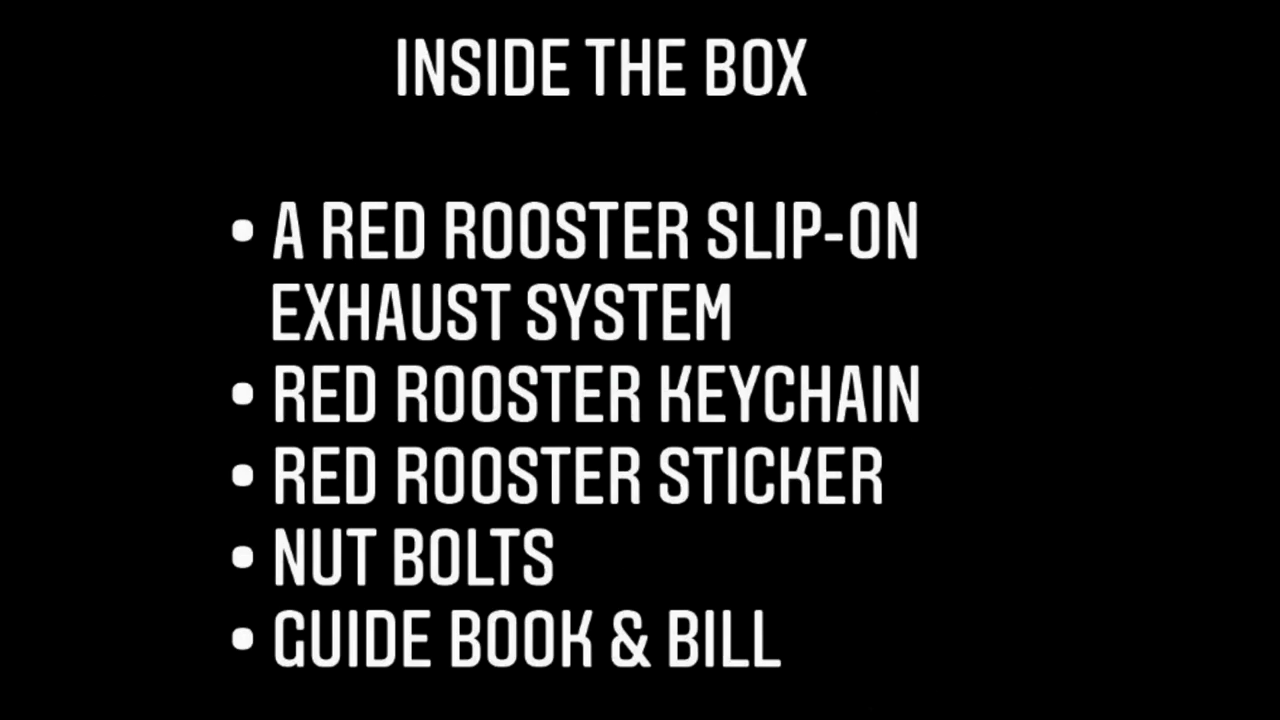 INSIDE THE BOX
• A RED ROOSTER SLIP-ON
EXHAUST SYSTEM
• RED ROOSTER KEYCHAIN
• RED ROOSTER STICKER
• NUT BOLTS
• GUIDE BOOK & BILL